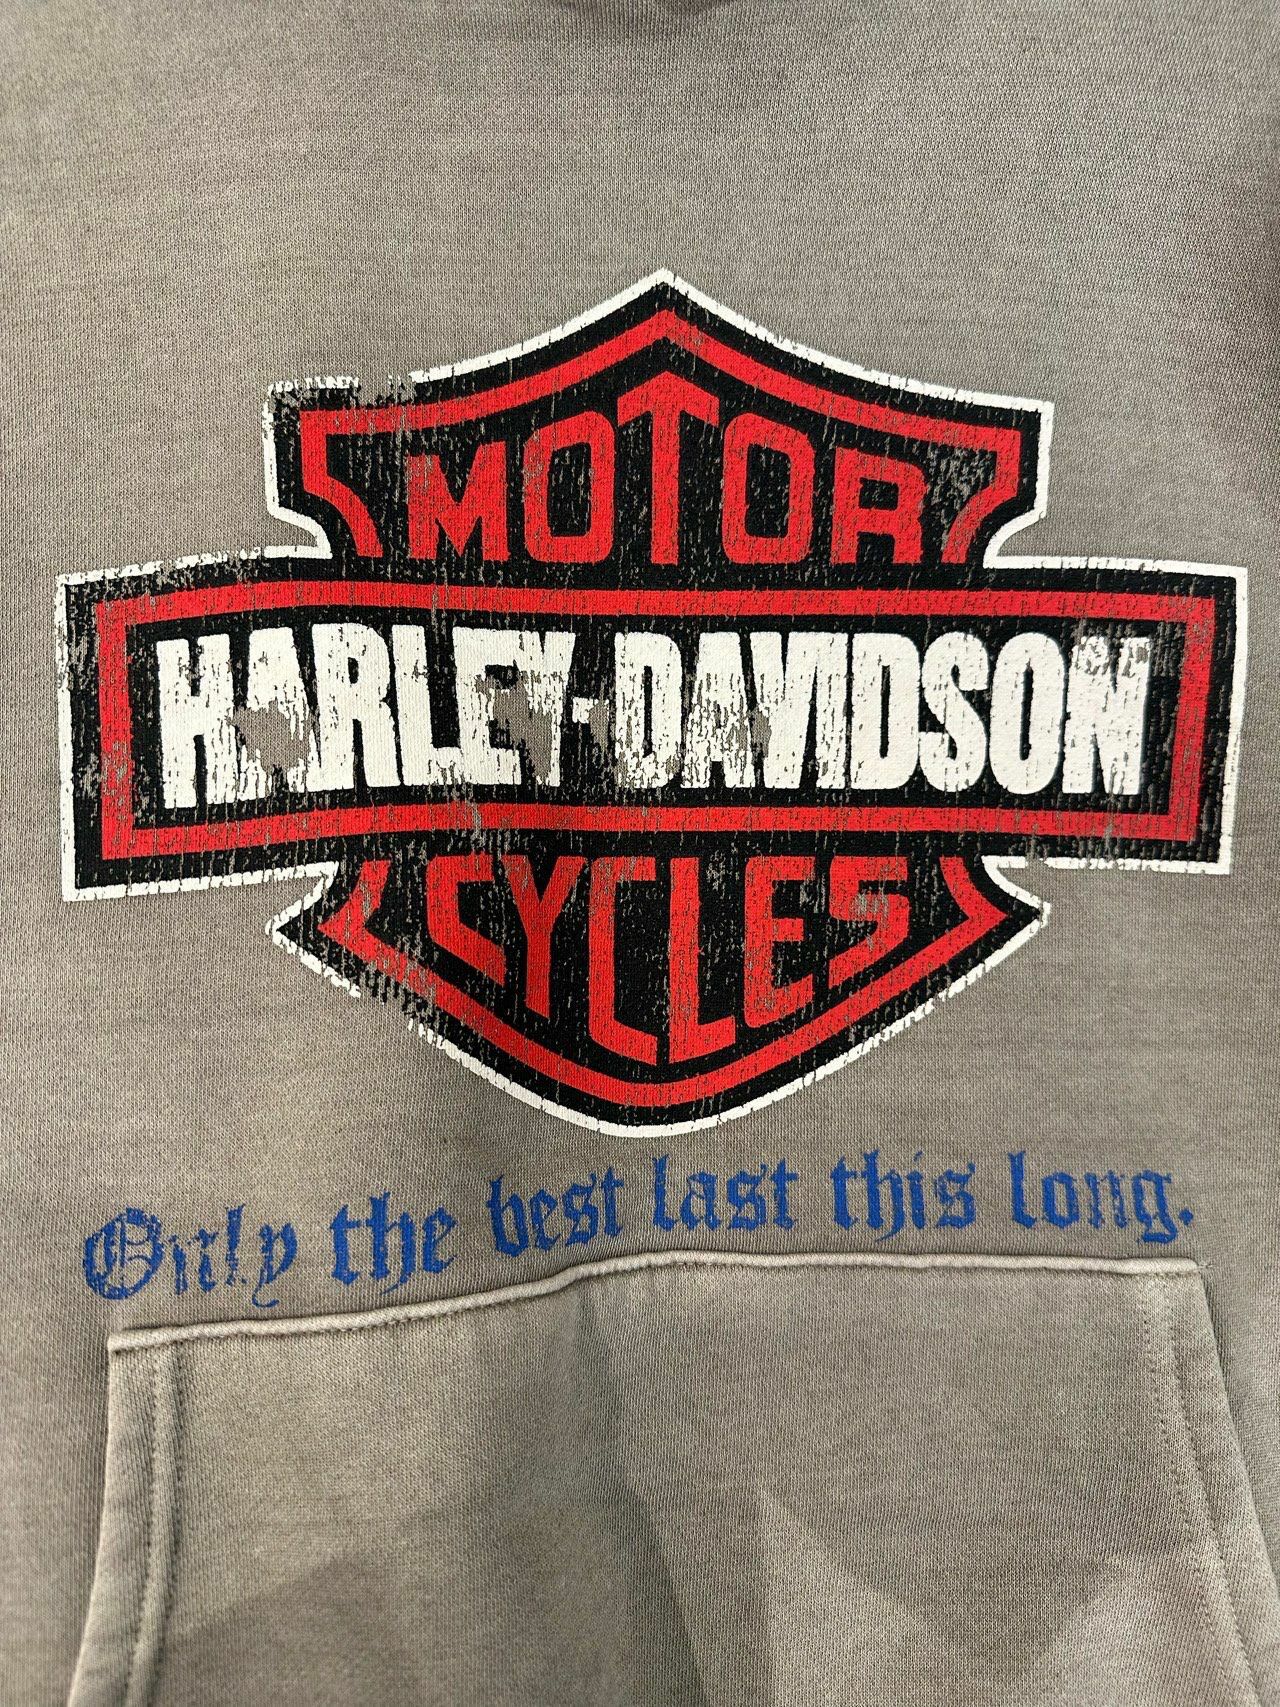 MOTOR
HARLEY-DAVIDSON
CYCLES
Only the best last this long.